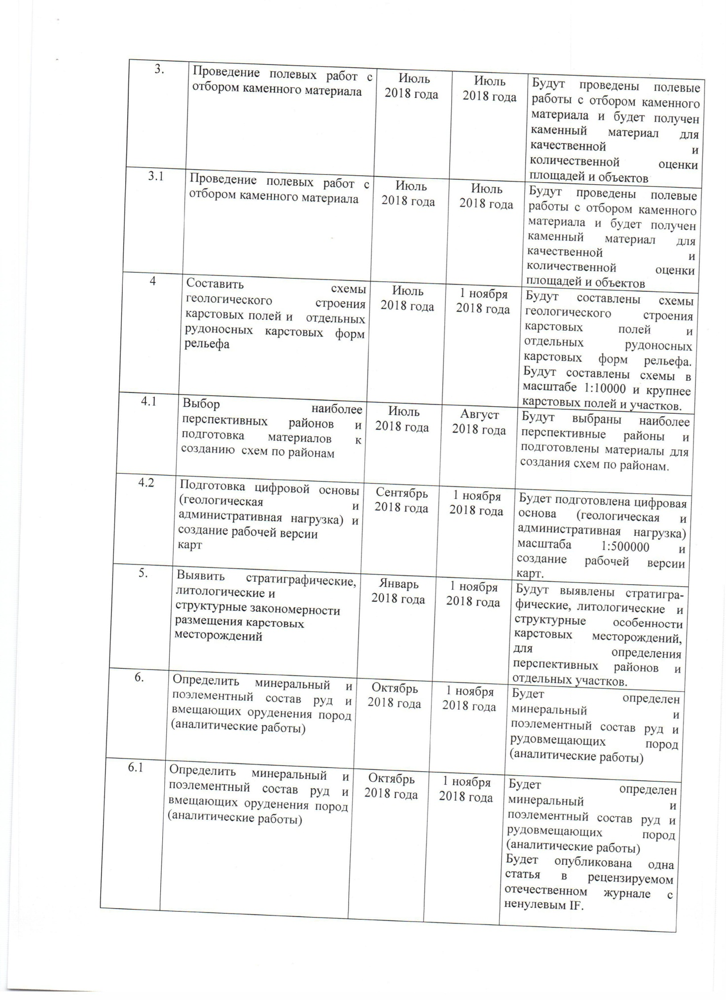 3.
Проведение полевых работ с
отбором каменного материала
Июль
2018 года
Июль
2018 года
Будут проведены полевые
работы с отбором каменного
материала и будет получен
каменный материал для
качественной и
количественной оценки
площадей и объектов
3.1
Проведение полевых работ с
отбором каменного материала
Июль
2018 года
Июль
2018 года
Будут проведены полевые
работы с отбором каменного
материала и будет получен
каменный материал для
качественной и
количественной оценки
площадей и объектов
4
Составить схемы
геологического строения
карстовых полей и отдельных
рудоносных карстовых форм
рельефа
Июль
2018 года
1 ноября
2018 года
Будут составлены схемы
геологического строения
карстовых полей и
отдельных рудоносных
карстовых форм рельефа.
Будут составлены схемы в
масштабе 1:10000 и крупнее
карстовых полей и участков.
4.1
Выбор наиболее
перспективных районов и
подготовка материалов к
созданию схем по районам
Июль
2018 года
Август
2018 года
Будут выбраны наиболее
перспективные районы и
подготовлены материалы для
создания схем по районам.
4.2
Подготовка цифровой основы
(геологическая и
административная нагрузка) и
создание рабочей версии
карт
Сентябрь
2018 года
1 ноября
2018 года
Будет подготовлена цифровая
основа (геологическая и
административная нагрузка)
масштаба 1:500000 и
создание рабочей версии
карт.
5.
Выявить стратиграфические,
литологические и
структурные закономерности
размещения карстовых
месторождений
Январь
2018 года
1 ноября
2018 года
Будут выявлены стратигра-
фические, литологические и
структурные особенности
карстовых месторождений,
для определения
перспективных районов и
отдельных участков.
6.
Определить минеральный и
поэлементный состав руд и
вмещающих оруденения пород
(аналитические работы)
Октябрь
2018 года
1 ноября
2018 года
Будет определен
минеральный и
поэлементный состав руд и
рудовмещающих пород
(аналитические работы)
6.1
Определить минеральный и
поэлементный состав руд и
вмещающих оруденения пород
(аналитические работы)
Октябрь
2018 года
1 ноября
2018 года
Будет определен
минеральный и
поэлементный состав руд и
рудовмещающих пород
(аналитические работы)
Будет опубликована одна
статья в рецензируемом
отечественном журнале с
ненулевым IF.